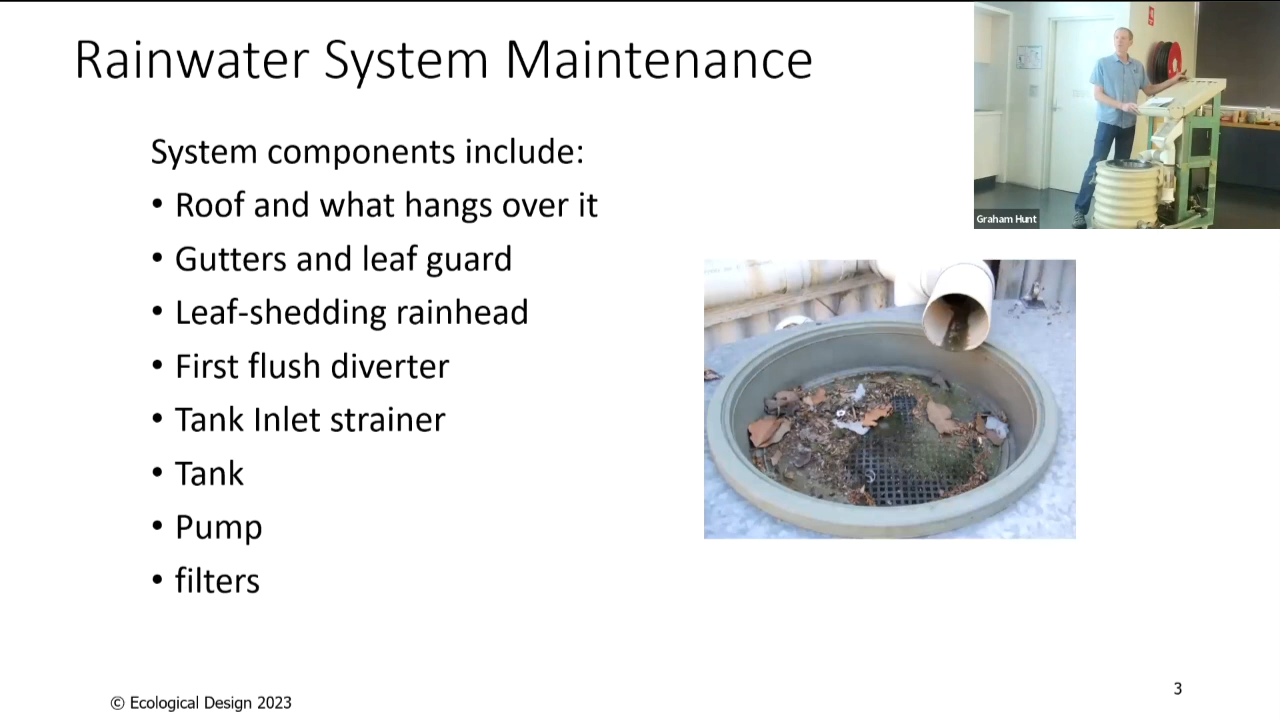 Rainwater System Maintenance
System components include:
• Roof and what hangs over it
• Gutters and leaf guard
• Leaf-shedding rainhead
• First flush diverter
• Tank Inlet strainer
• Tank
• Pump
• filters
Graham Hunt
3
© Ecological Design 2023